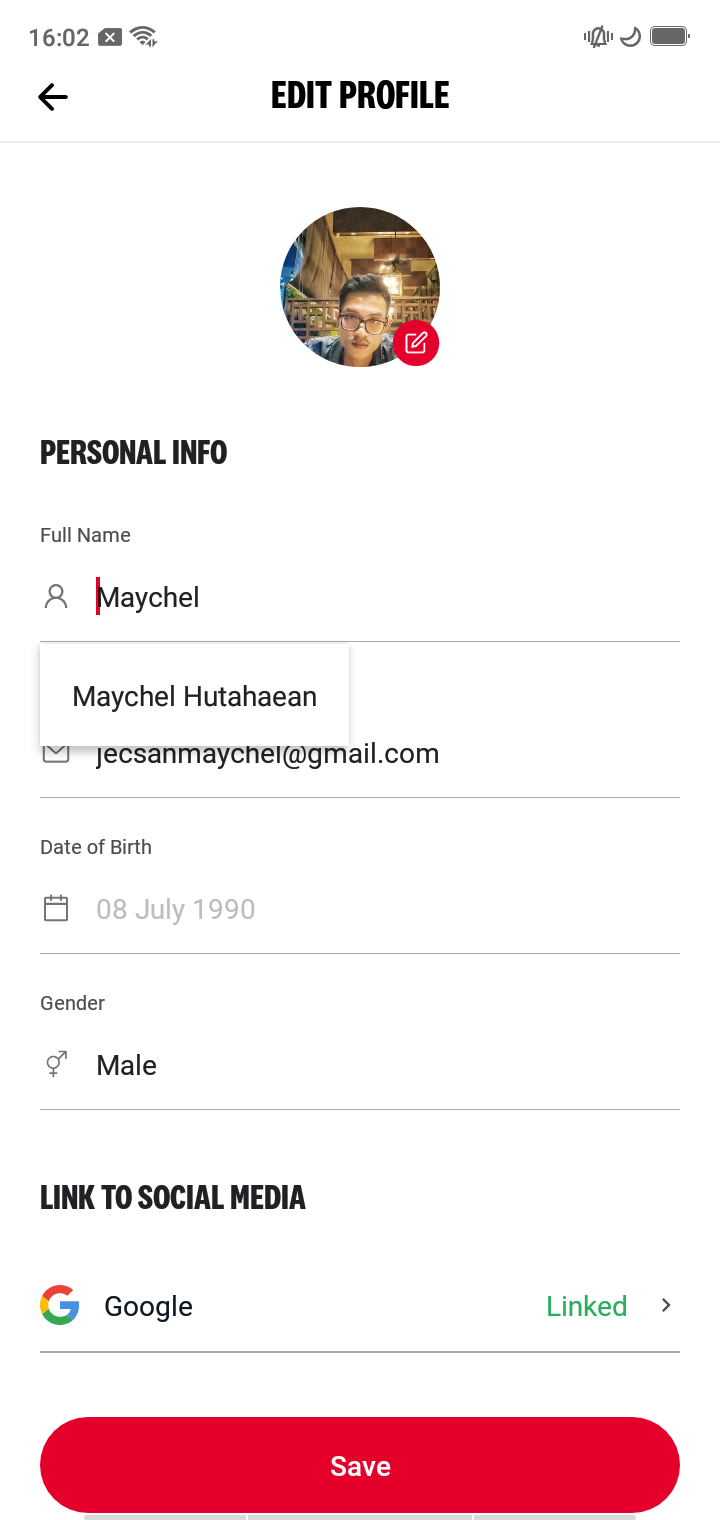 16:02
EDIT PROFILE
PERSONAL INFO
Full Name
Maychel
Maychel Hutahaean
jecsanmaychel@gmail.com
Date of Birth
08 July 1990
Gender
Male
LINK TO SOCIAL MEDIA
Google Linked
Save